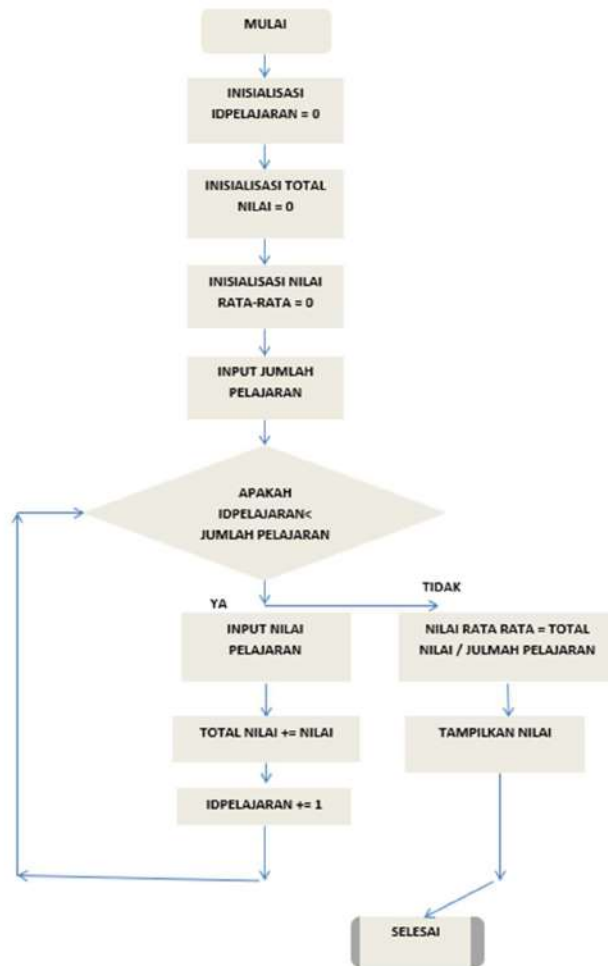 MULAI
INISIALISASI
IDPELAJARAN = 0
INISIALISASI TOTAL
NILAI = 0
INISIALISASI NILAI
RATA-RATA = 0
INPUT JUMLAH
PELAJARAN
APAKAH
IDPELAJARAN<
JUMLAH PELAJARAN
YA
TIDAK
INPUT NILAI
PELAJARAN
NILAI RATA RATA = TOTAL
NILAI / JULMAH PELAJARAN
TOTAL NILAI += NILAI
TAMPILKAN NILAI
IDPELAJARAN += 1
SELESAI